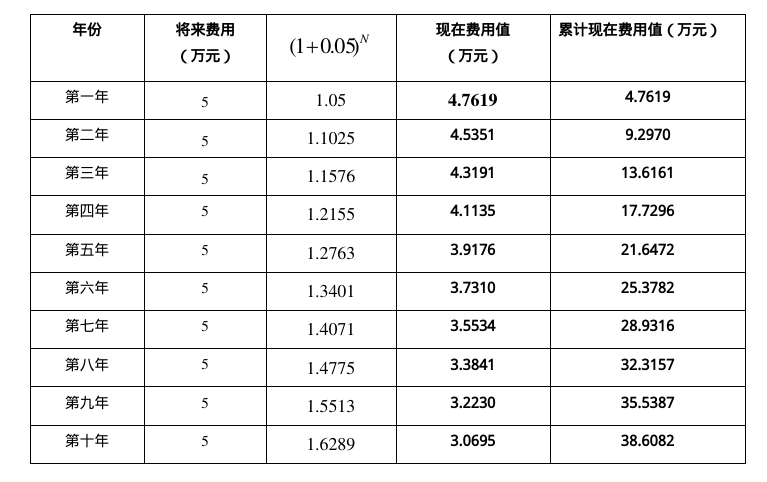 年份 将来费用（万元） (1+0.05)^N 现在费用值（万元） 累计现在费用值（万元）
第一年 5 1.05 4.7619 4.7619
第二年 5 1.1025 4.5351 9.2970
第三年 5 1.1576 4.3191 13.6161
第四年 5 1.2155 4.1135 17.7296
第五年 5 1.2763 3.9176 21.6472
第六年 5 1.3401 3.7310 25.3782
第七年 5 1.4071 3.5534 28.9316
第八年 5 1.4775 3.3841 32.3157
第九年 5 1.5513 3.2230 35.5387
第十年 5 1.6289 3.0695 38.6082